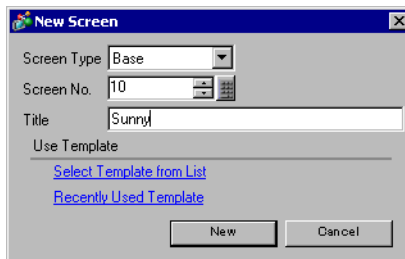 New Screen
Screen Type Base
Screen No. 10
Title Sunny
Use Template
Select Template from List
Recently Used Template
New Cancel